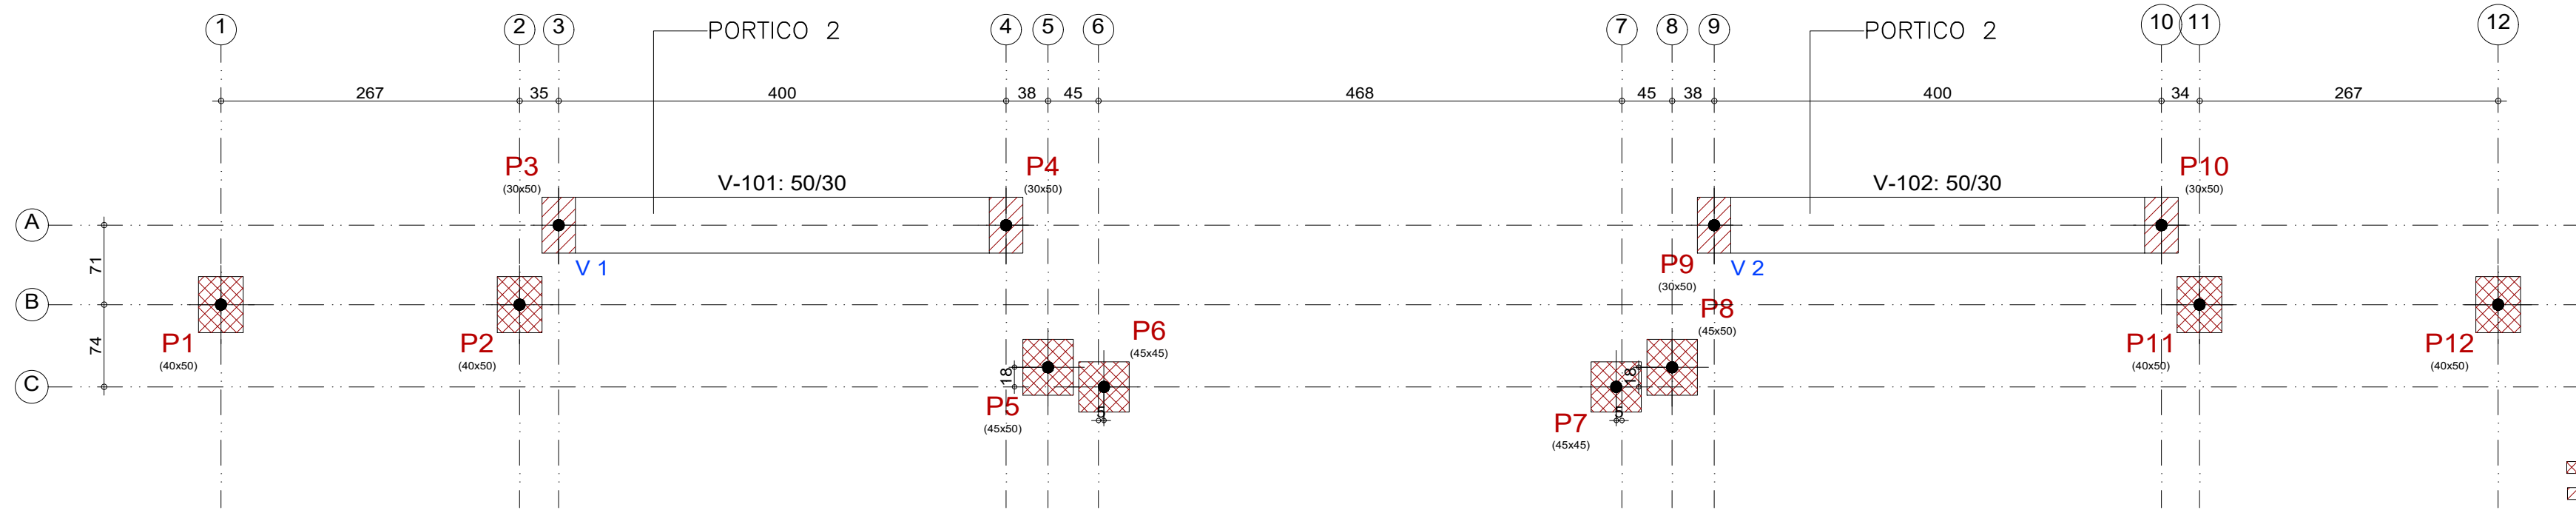 1 2 3 4 5 6 7 8 9 10 11 12
PORTICO 2 PORTICO 2
267 35 400 38 45 468 45 38 400 34 267
P3
(30x50)
V-101: 50/30
P4
(30x50)
V-102: 50/30
P10
(30x50)
A
71
V 1
P9
(30x50)
V 2
B
P8
(45x50)
P1
(40x50)
P2
(40x50)
P6
(45x45)
P11
(40x50)
P12
(40x50)
74
C
18
18
P5
(45x50)
5
P7
(45x45)
5